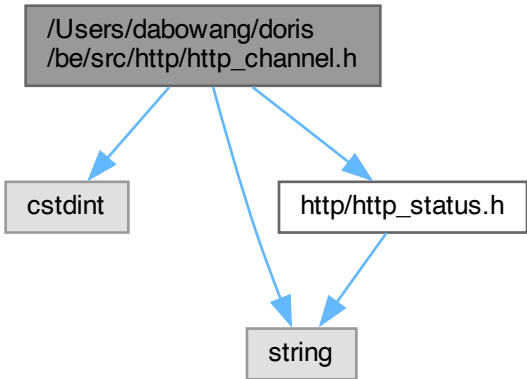 /Users/dabowang/doris
/be/src/http/http_channel.h
cstdint
http/http_status.h
string